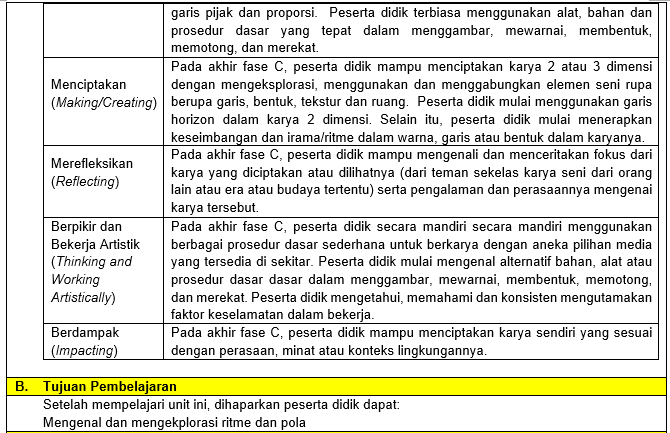 garis pijak dan proporsi. Peserta didik terbiasa menggunakan alat, bahan dan
prosedur dasar yang tepat dalam menggambar, mewarnai, membentuk,
memotong, dan merekat.
Menciptakan
(Making/Creating)
Pada akhir fase C, peserta didik mampu menciptakan karya 2 atau 3 dimensi
dengan mengeksplorasi, menggunakan dan menggabungkan elemen seni rupa
berupa garis, bentuk, tekstur dan ruang. Peserta didik mulai menggunakan garis
horizon dalam karya 2 dimensi. Selain itu, peserta didik mulai menerapkan
keseimbangan dan irama/ritme dalam warna, garis atau bentuk dalam karyanya.
Merefleksikan
(Reflecting)
Pada akhir fase C, peserta didik mampu mengenali dan menceritakan fokus dari
karya yang diciptakan atau dilihatnya (dari teman sekelas karya seni dari orang
lain atau era atau budaya tertentu) serta pengalaman dan perasaannya mengenai
karya tersebut.
Berpikir dan
Bekerja Artistik
(Thinking and
Working
Artistically)
Pada akhir fase C, peserta didik secara mandiri secara mandiri menggunakan
berbagai prosedur dasar sederhana untuk berkarya dengan aneka pilihan media
yang tersedia di sekitar. Peserta didik mulai mengenal alternatif bahan, alat atau
prosedur dasar dasar dalam menggambar, mewarnai, membentuk, memotong,
dan merekat. Peserta didik mengetahui, memahami dan konsisten mengutamakan
faktor keselamatan dalam bekerja.
Berdampak
(Impacting)
Pada akhir fase C, peserta didik mampu menciptakan karya sendiri yang sesuai
dengan perasaan, minat atau konteks lingkungannya.
B. Tujuan Pembelajaran
Setelah mempelajari unit ini, diharapkan peserta didik dapat:
Mengenal dan mengekplorasi ritme dan pola